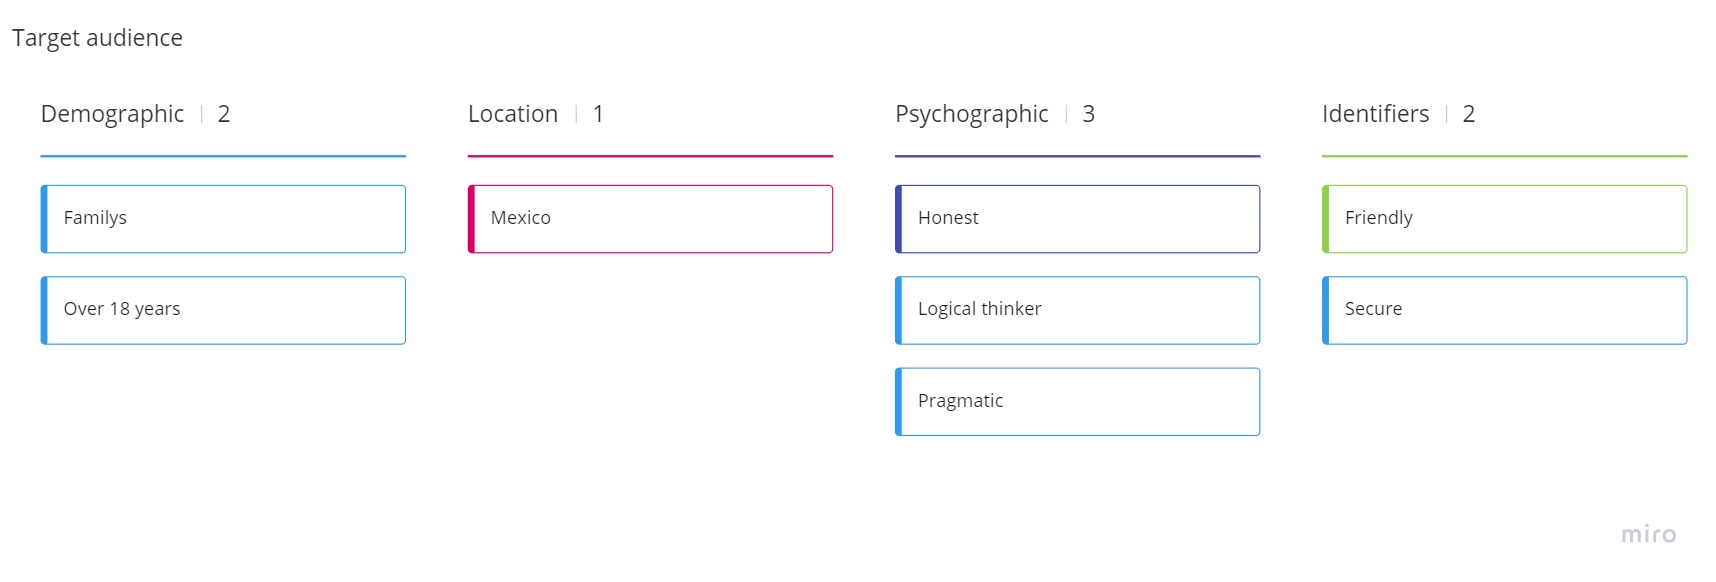 Target audience
Demographic | 2
Familys
Over 18 years
Location | 1
Mexico
Psychographic | 3
Honest
Logical thinker
Pragmatic
Identifiers | 2
Friendly
Secure
miro